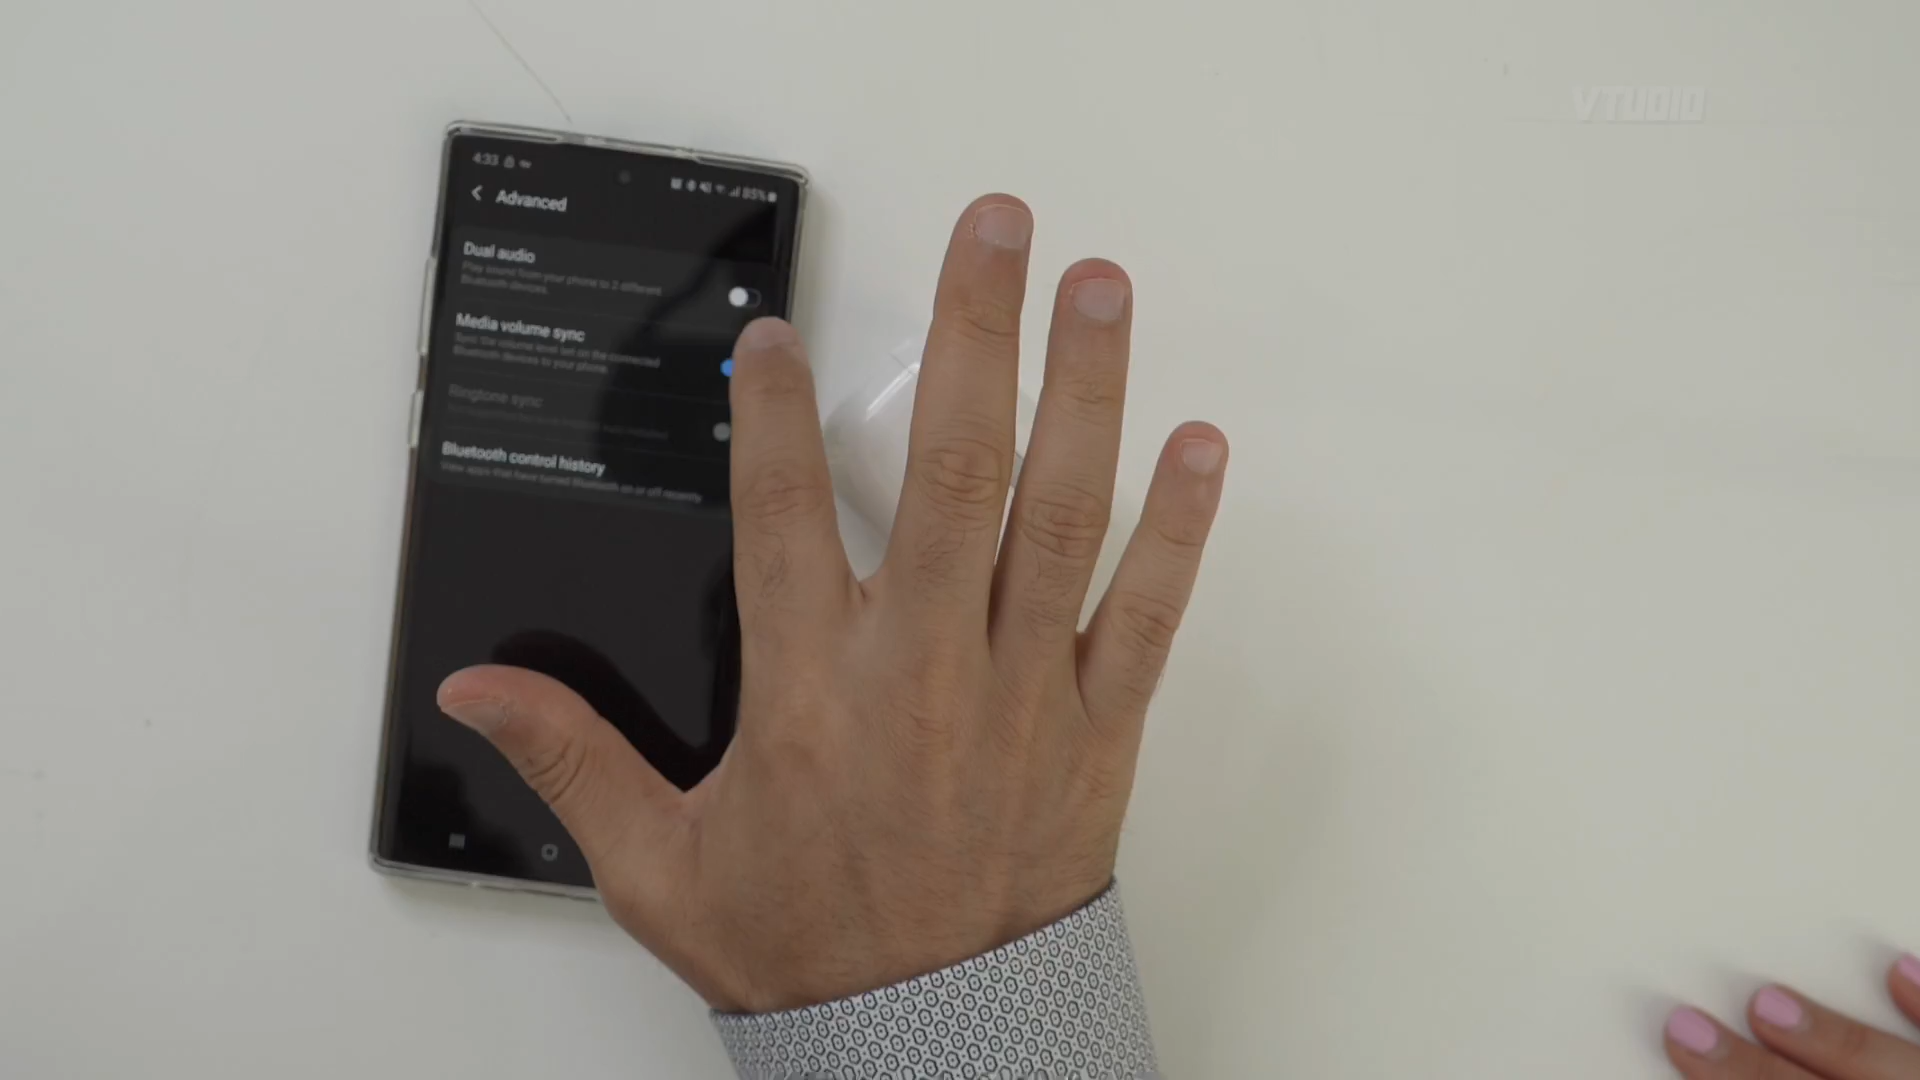 VTUDIO
4:33
85%
Advanced
Dual audio
Play sound from your phone to 2 different
Bluetooth devices.
Media volume sync
Sync the volume level set on the connected
Bluetooth devices to your phone.
Ringtone sync
Bluetooth control history
View apps that have turned Bluetooth on or off recently.